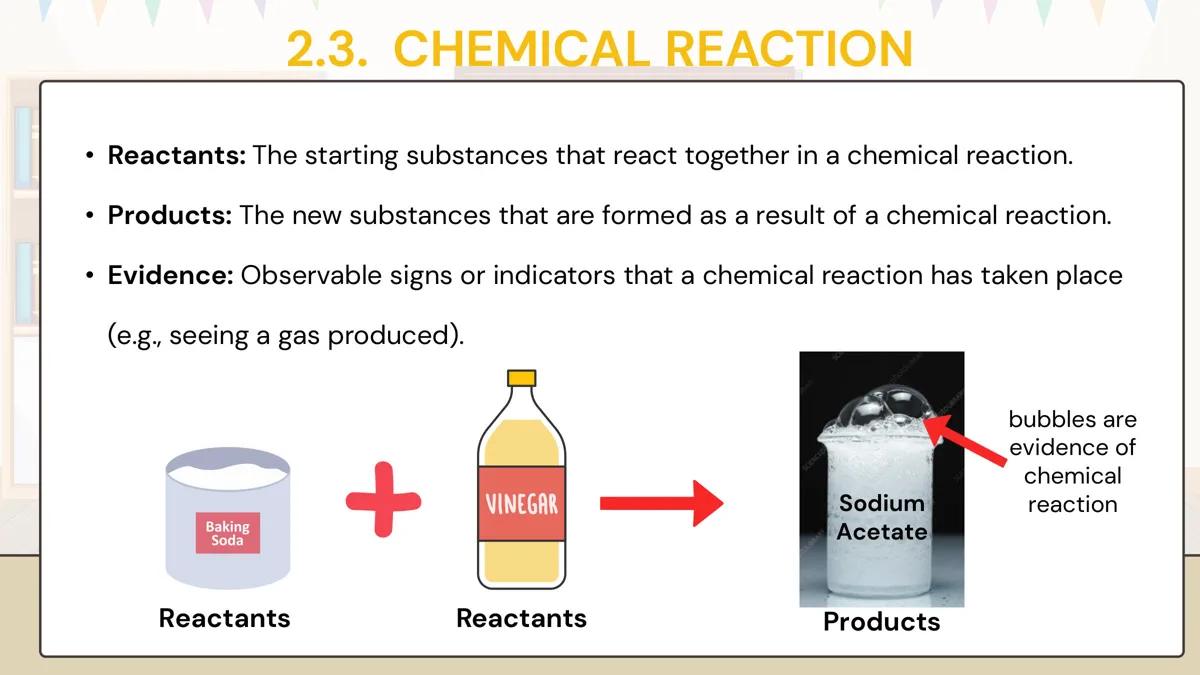 2.3. CHEMICAL REACTION
• Reactants: The starting substances that react together in a chemical reaction.
• Products: The new substances that are formed as a result of a chemical reaction.
• Evidence: Observable signs or indicators that a chemical reaction has taken place
(e.g., seeing a gas produced).
Baking
Soda
Reactants
VINEGAR
Reactants
Sodium
Acetate
Products
bubbles are
evidence of
chemical
reaction